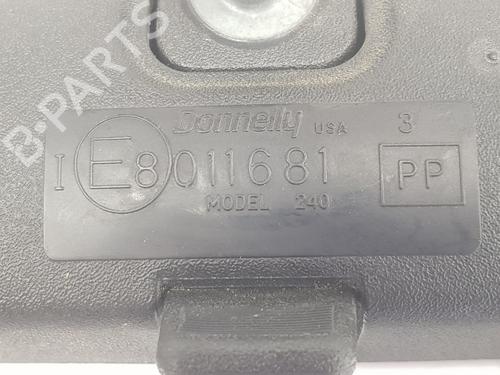 B-PARTS
Donnelly USA 3
I E8 011681 PP
MODEL 240